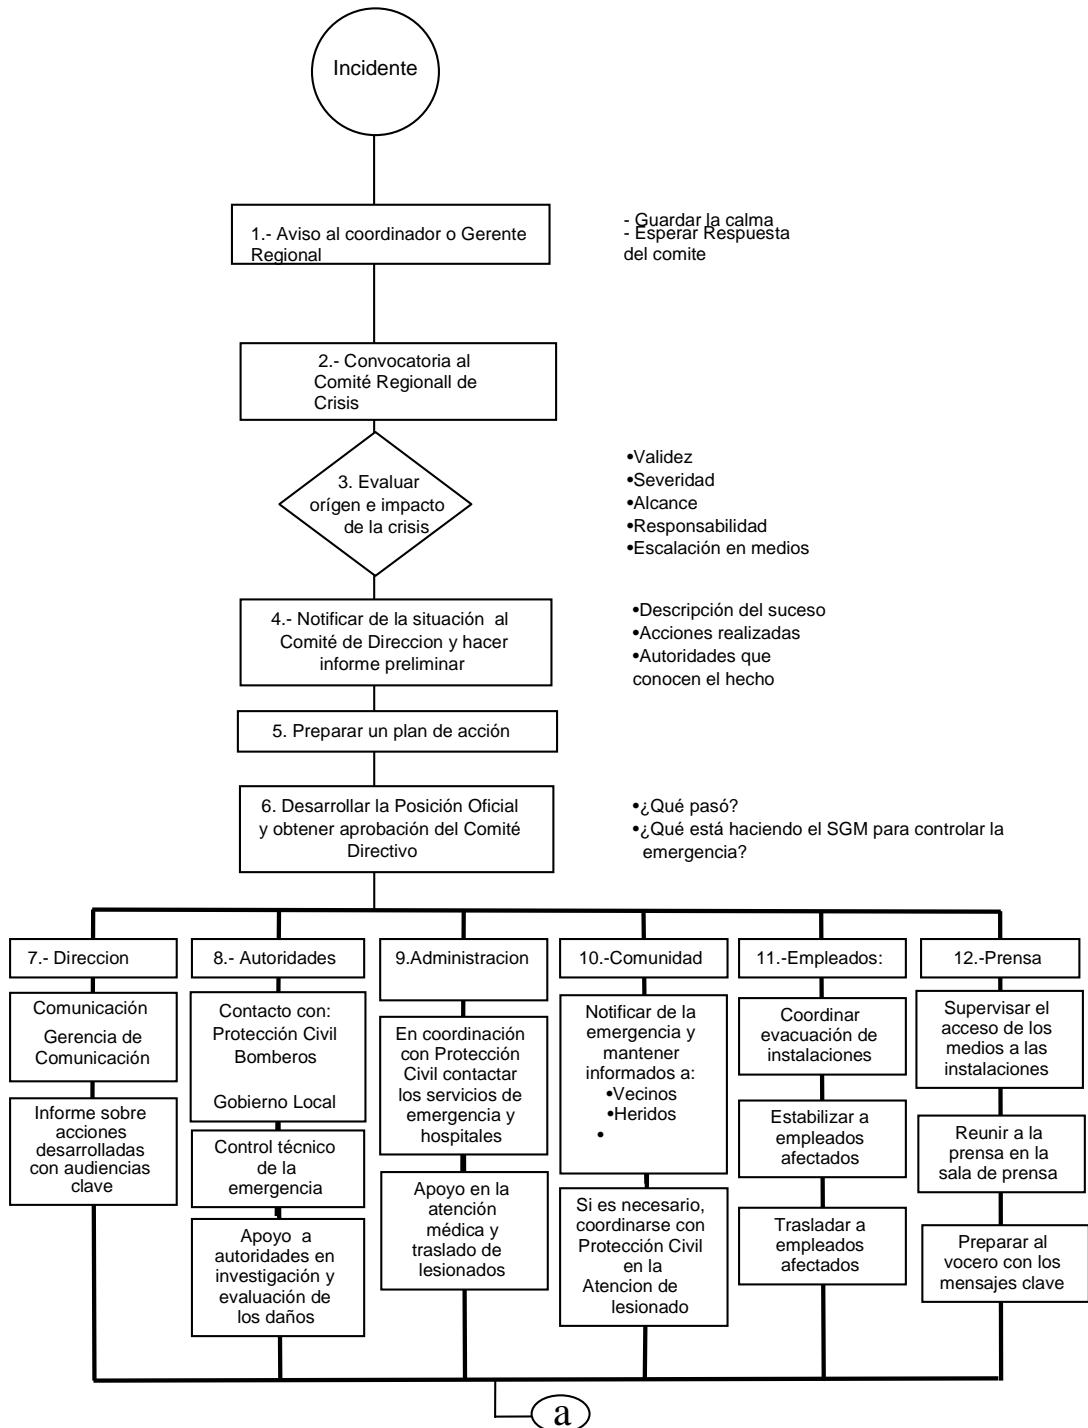 Incidente
1.- Aviso al coordinador o Gerente
Regional
- Guardar la calma
- Esperar Respuesta
del comite
2.- Convocatoria al
Comité Regionall de
Crisis
3. Evaluar
orígen e impacto
de la crisis
•Validez
•Severidad
•Alcance
•Responsabilidad
•Escalación en medios
4.- Notificar de la situación al
Comité de Direccion y hacer
informe preliminar
•Descripción del suceso
•Acciones realizadas
•Autoridades que
conocen el hecho
5. Preparar un plan de acción
6. Desarrollar la Posición Oficial
y obtener aprobación del Comité
Directivo
•¿Qué pasó?
•¿Qué está haciendo el SGM para controlar la
emergencia?
7.- Direccion
Comunicación
Gerencia de
Comunicación
Informe sobre
acciones
desarrolladas
con audiencias
clave
8.- Autoridades
Contacto con:
Protección Civil
Bomberos
Gobierno Local
Control técnico
de la
emergencia
Apoyo a
autoridades en
investigación y
evaluación de
los daños
9.Administracion
En coordinación
con Protección
Civil contactar
los servicios de
emergencia y
hospitales
Apoyo en la
atención
médica y
traslado de
lesionados
10.-Comunidad
Notificar de la
emergencia y
mantener
informados a:
•Vecinos
•Heridos
•
Si es necesario,
coordinarse con
Protección Civil
en la
Atencion de
lesionado
11.-Empleados:
Coordinar
evacuación de
instalaciones
Estabilizar a
empleados
afectados
Trasladar a
empleados
afectados
12.-Prensa
Supervisar el
acceso de los
medios a las
instalaciones
Reunir a la
prensa en la
sala de prensa
Preparar al
vocero con los
mensajes clave
a